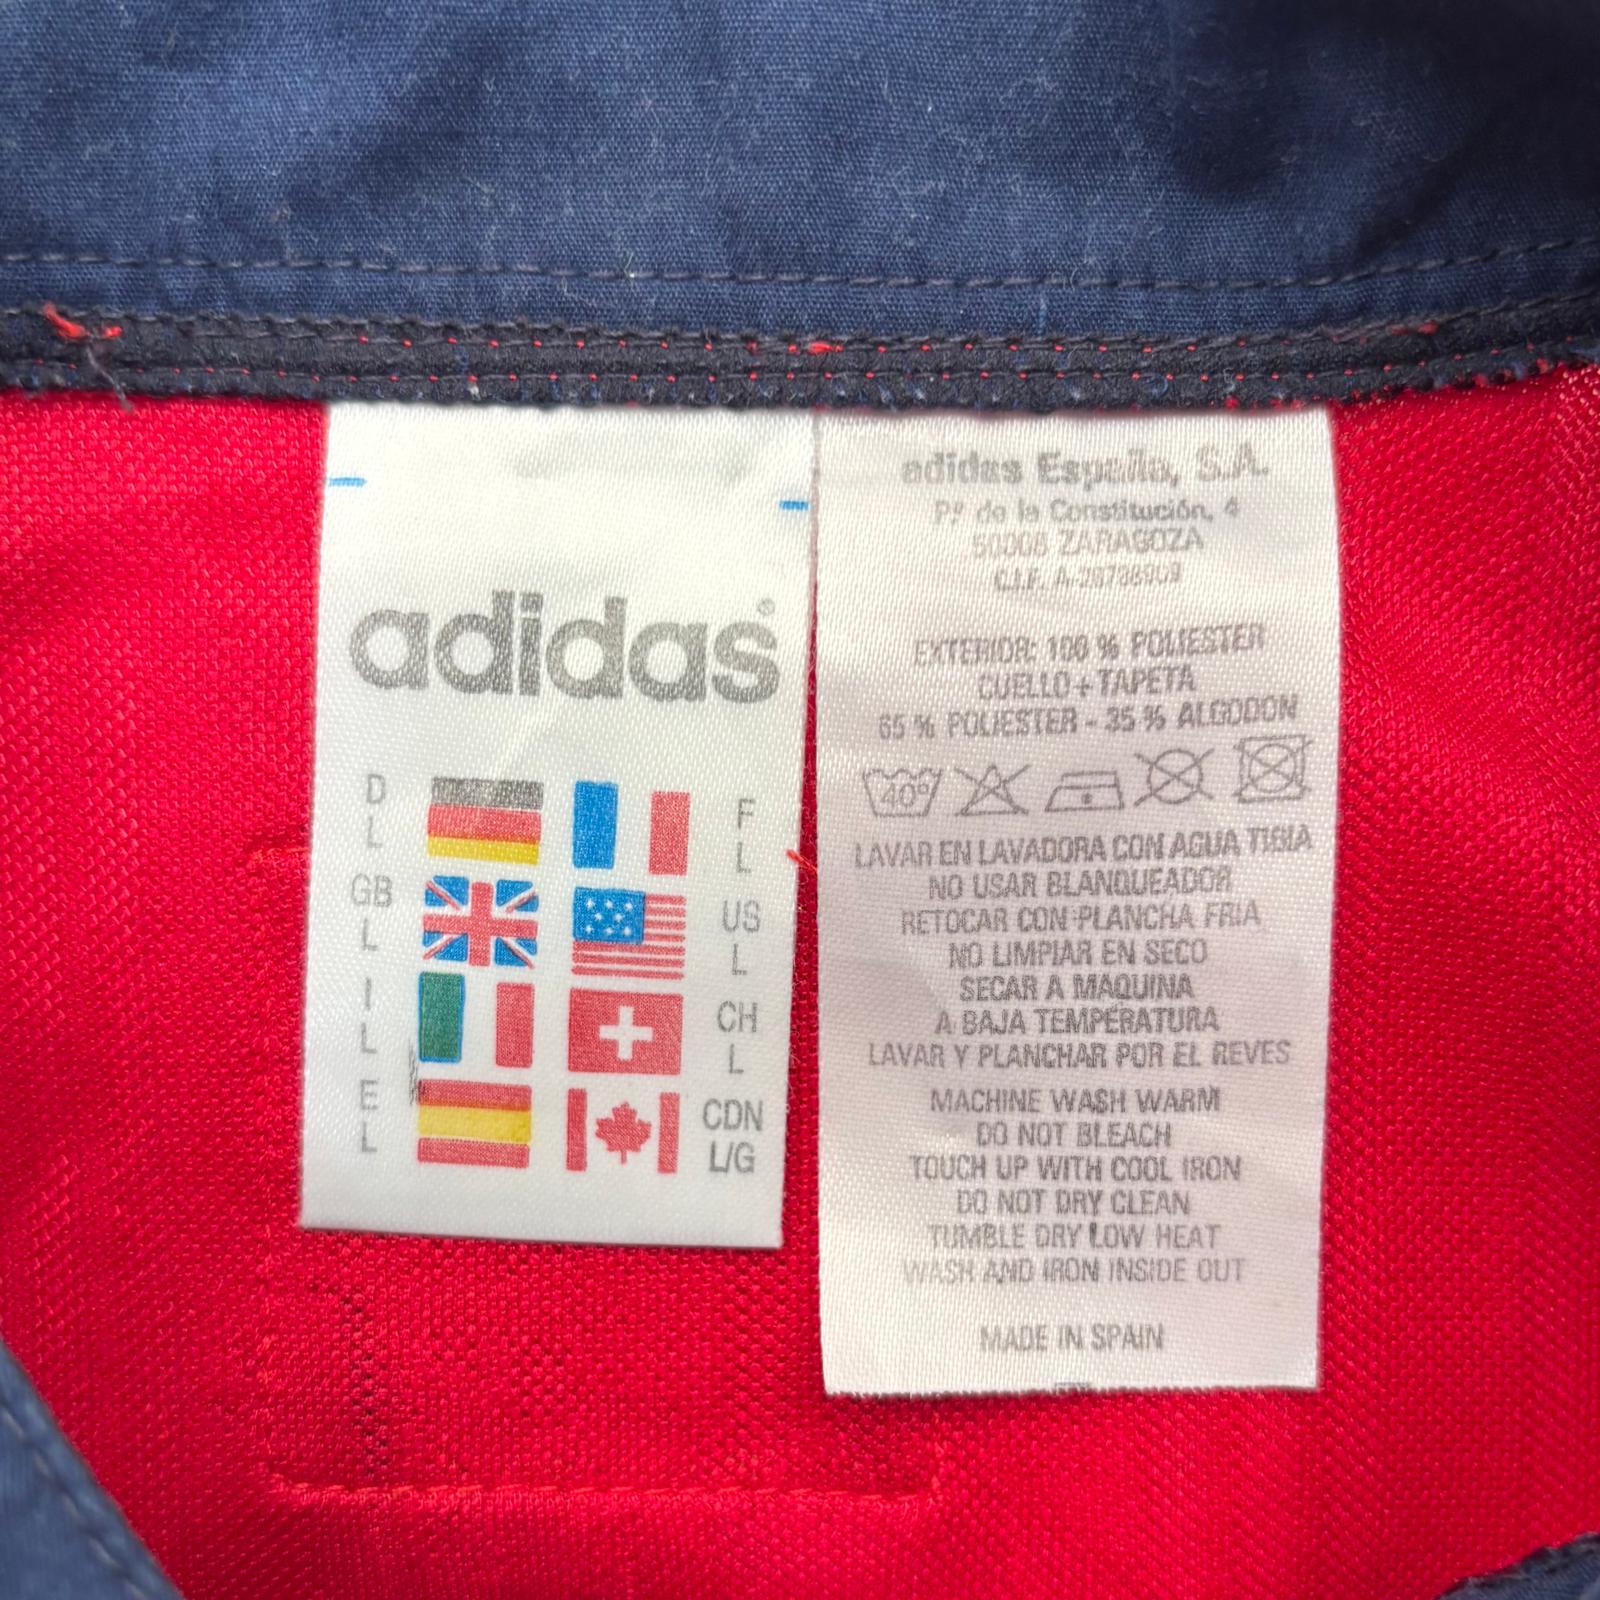 adidas®
D
L
F
L
GB
L
US
L
I
L
CH
L
E
L
CDN
L/G
adidas España, S.A.
P.º de la Constitución, 4
50008 ZARAGOZA
C.I.F.
EXTERIOR: 100 % POLIESTER
CUELLO + TAPETA
65 % POLIESTER - 35 % ALGODON
40º
LAVAR EN LAVADORA CON AGUA TIBIA
NO USAR BLANQUEADOR
RETOCAR CON PLANCHA FRIA
NO LIMPIAR EN SECO
SECAR A MAQUINA
A BAJA TEMPERATURA
LAVAR Y PLANCHAR POR EL REVES
MACHINE WASH WARM
DO NOT BLEACH
TOUCH UP WITH COOL IRON
DO NOT DRY CLEAN
TUMBLE DRY LOW HEAT
WASH AND IRON INSIDE OUT
MADE IN SPAIN